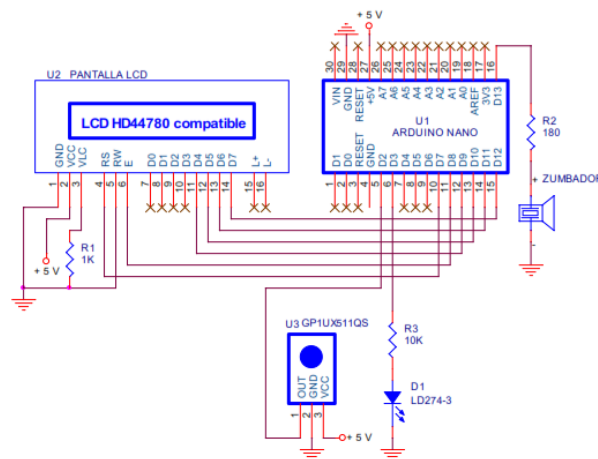 + 5 V
30
29
28
27
26
25
24
23
22
21
20
19
18
17
16
VIN
GND
RESET
+5V
A7
A6
A5
A4
A3
A2
A1
A0
AREF
3V3
D13
U2 PANTALLA LCD
LCD HD44780 compatible
U1
ARDUINO NANO
R2
180
GND
VCC
VLC
RS
RW
E
D0
D1
D2
D3
D4
D5
D6
D7
L+
L-
D1
D0
RESET
GND
D2
D3
D4
D5
D6
D7
D8
D9
D10
D11
D12
1
2
3
4
5
6
7
8
9
10
11
12
13
14
15
16
1
2
3
4
5
6
7
8
9
10
11
12
13
14
15
+ ZUMBADOR
-
R1
1K
+ 5 V
U3 GP1UX511QS
R3
10K
OUT
GND
VCC
1
2
3
+ 5 V
D1
LD274-3